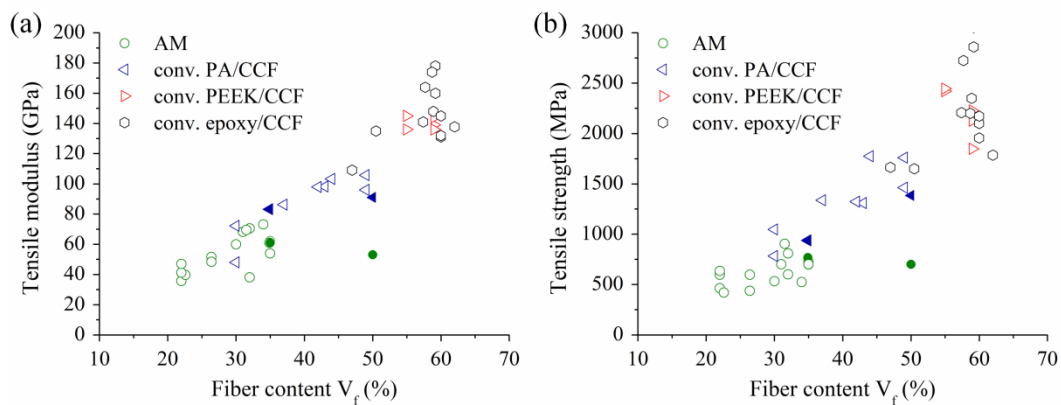 (a)
200
180
160
140
120
100
80
60
40
20
0
Tensile modulus (GPa)
AM
conv. PA/CCF
conv. PEEK/CCF
conv. epoxy/CCF
10 20 30 40 50 60 70
Fiber content V_f (%)
(b)
3000
2500
2000
1500
1000
500
0
Tensile strength (MPa)
AM
conv. PA/CCF
conv. PEEK/CCF
conv. epoxy/CCF
10 20 30 40 50 60 70
Fiber content V_f (%)